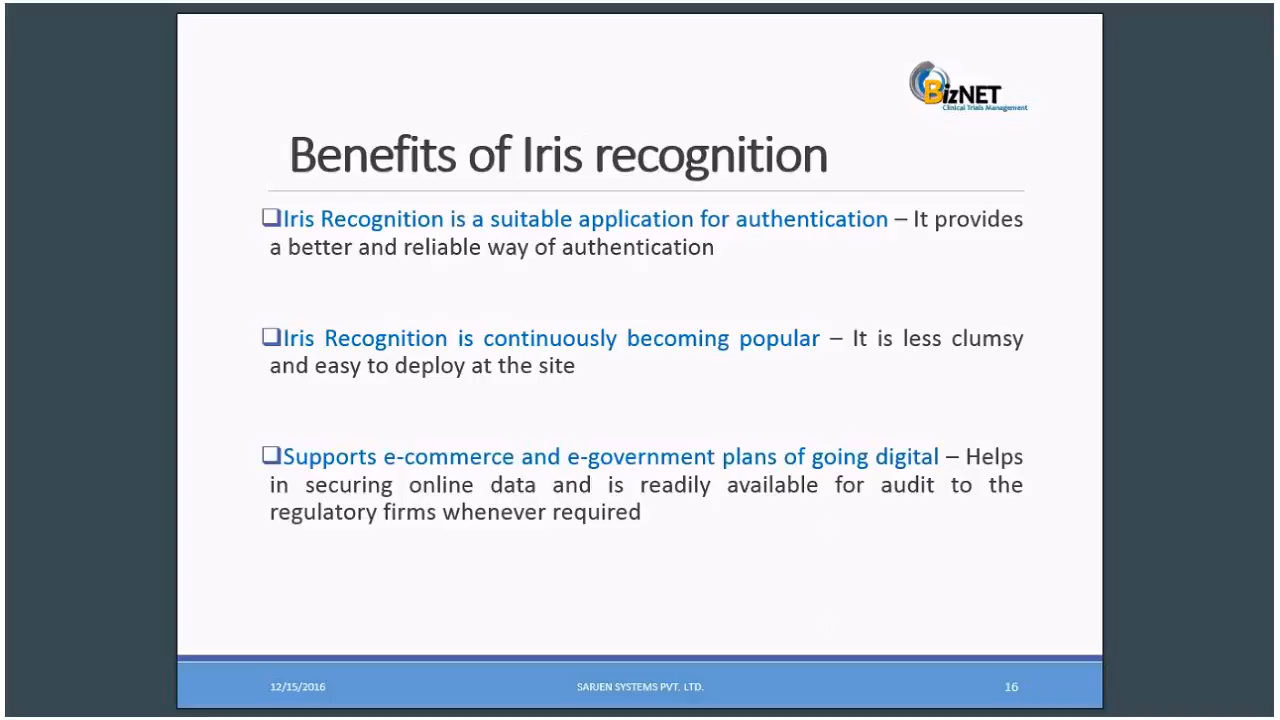 BizNET
Clinical Trials Management
Benefits of Iris recognition
Iris Recognition is a suitable application for authentication – It provides
a better and reliable way of authentication
Iris Recognition is continuously becoming popular – It is less clumsy
and easy to deploy at the site
Supports e-commerce and e-government plans of going digital – Helps
in securing online data and is readily available for audit to the
regulatory firms whenever required
12/15/2016
SARJEN SYSTEMS PVT. LTD.
16